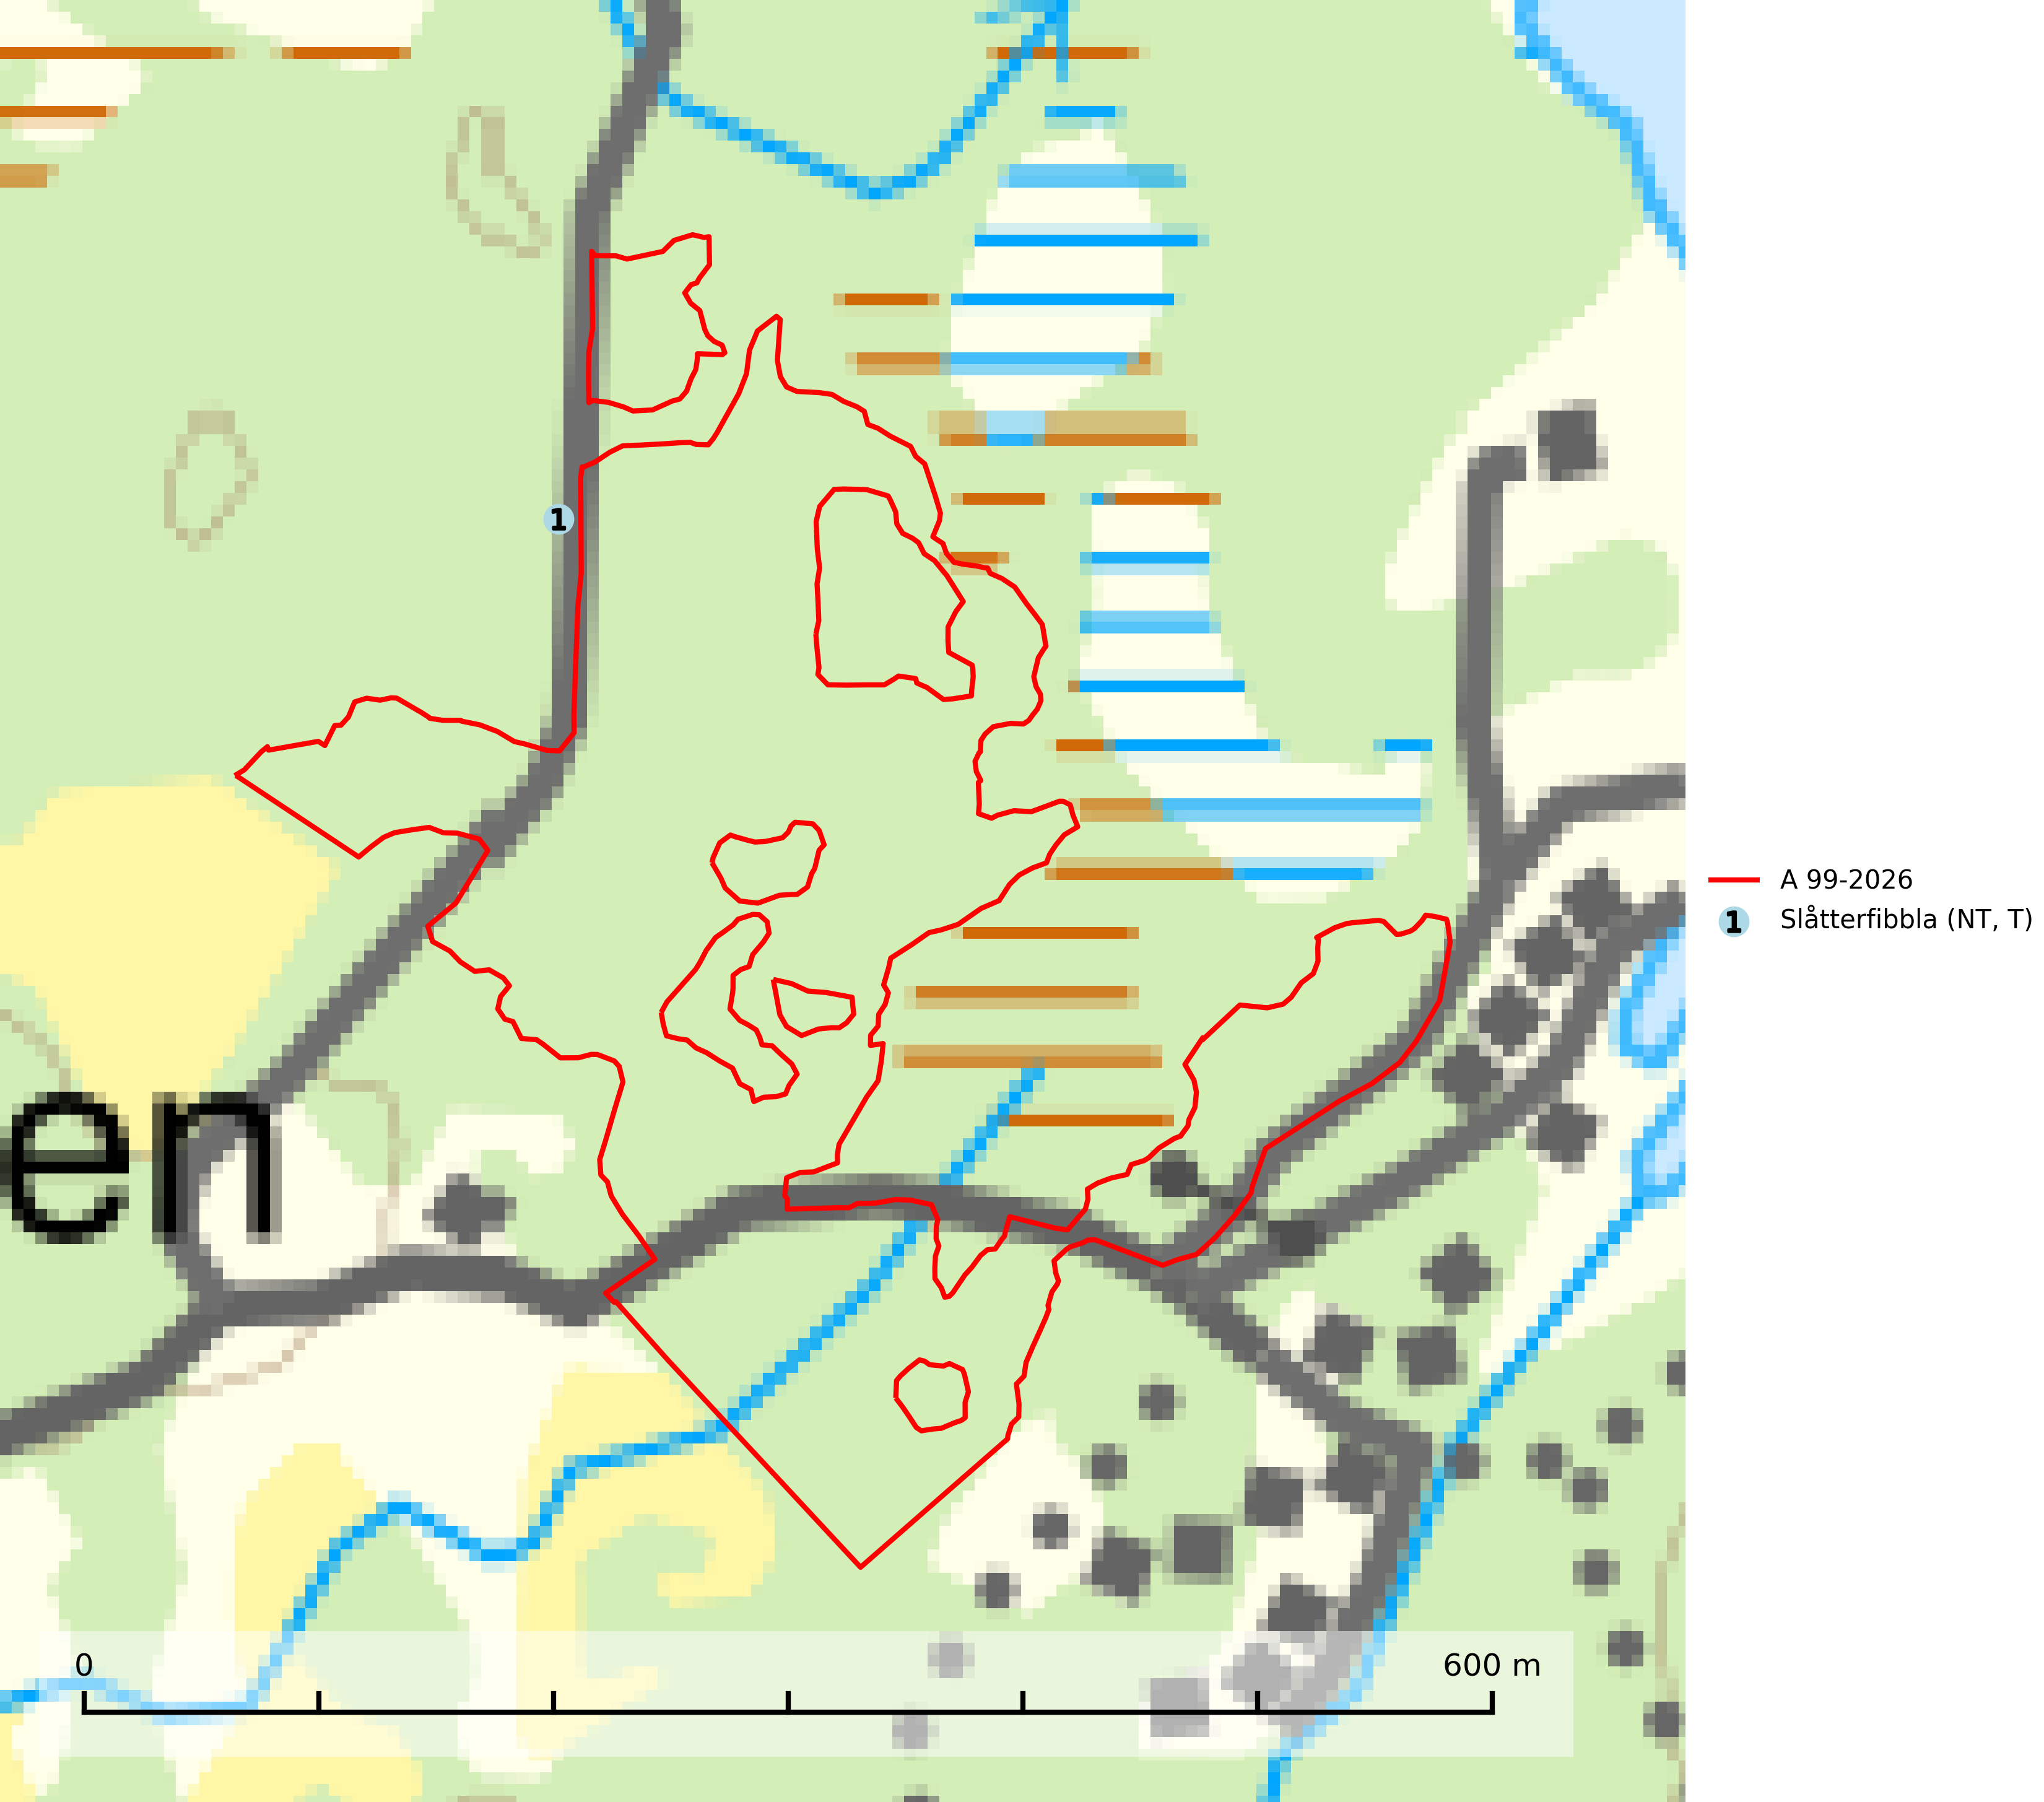 1
en
A 99-2026
1 Slåtterfibbla (NT, T)
0 600 m